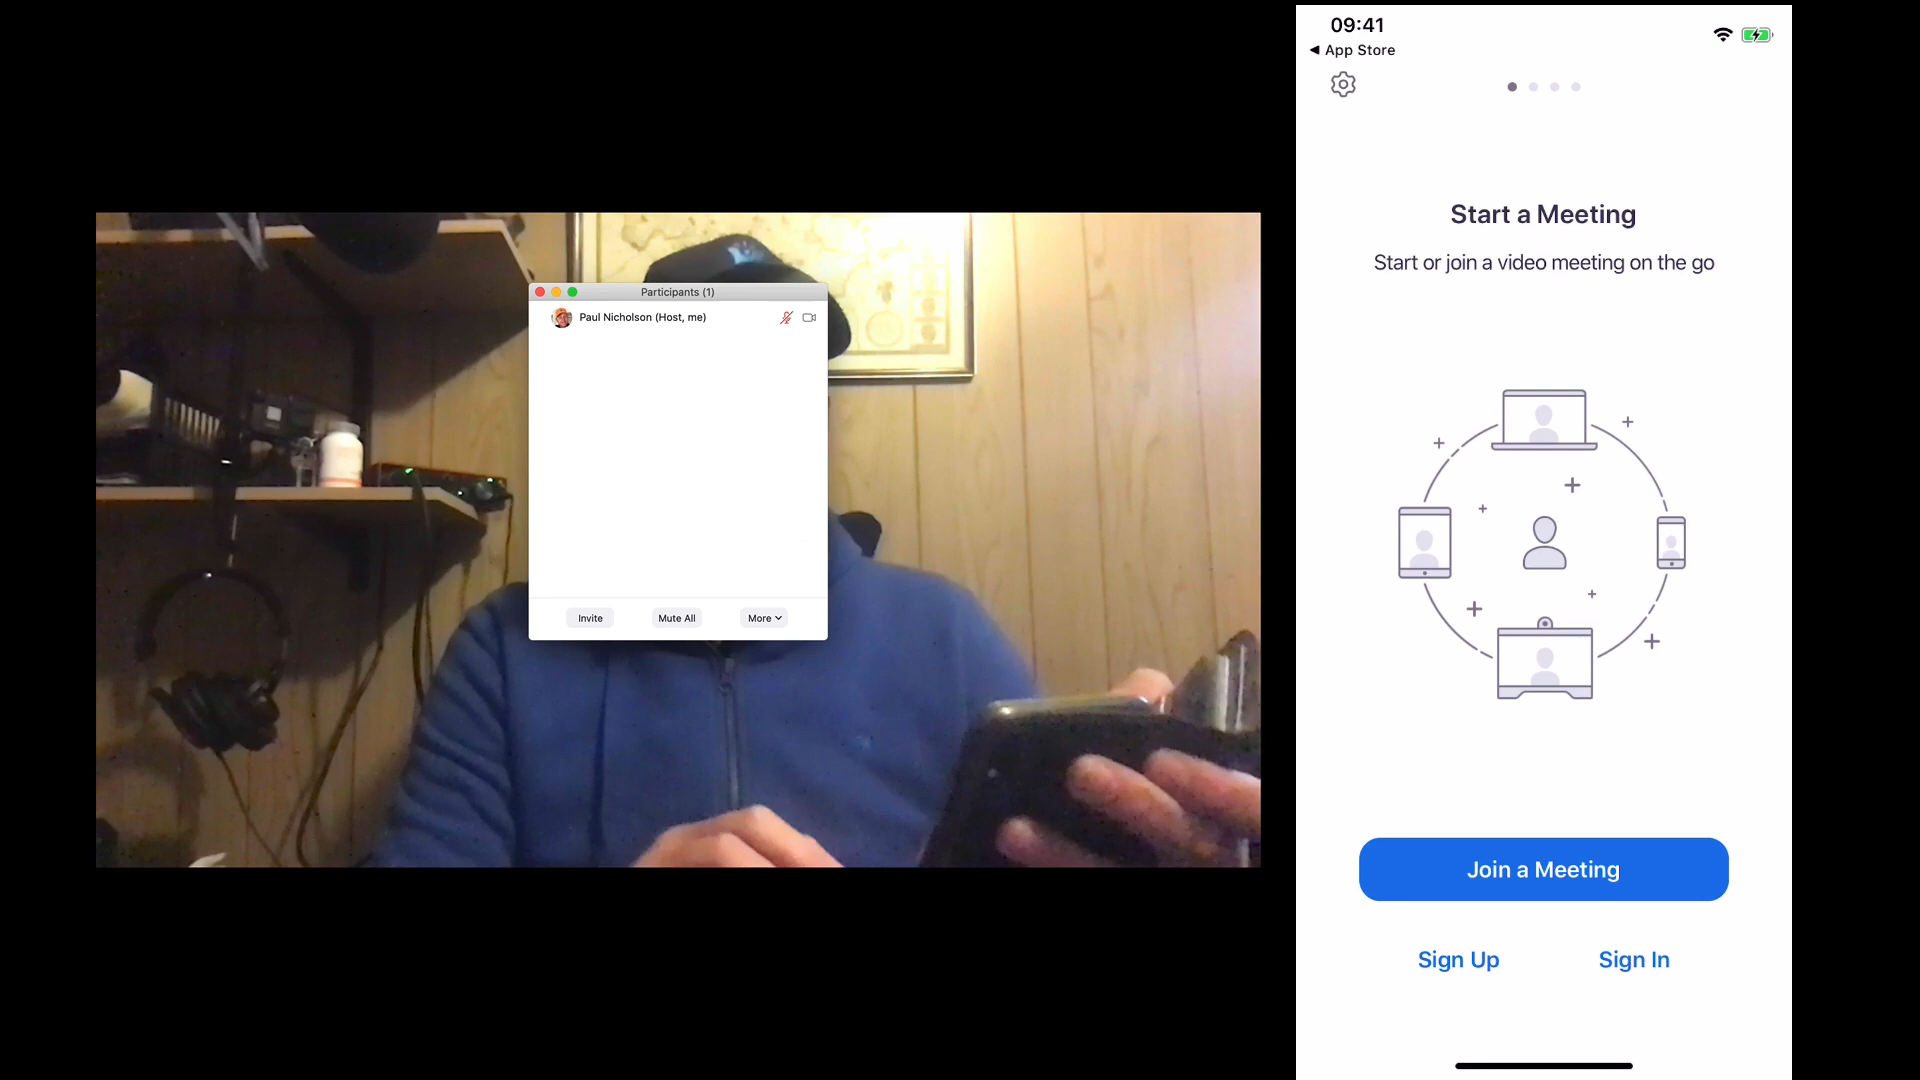 Participants (1)
Paul Nicholson (Host, me)
Invite
Mute All
More
09:41
App Store
Start a Meeting
Start or join a video meeting on the go
Join a Meeting
Sign Up
Sign In